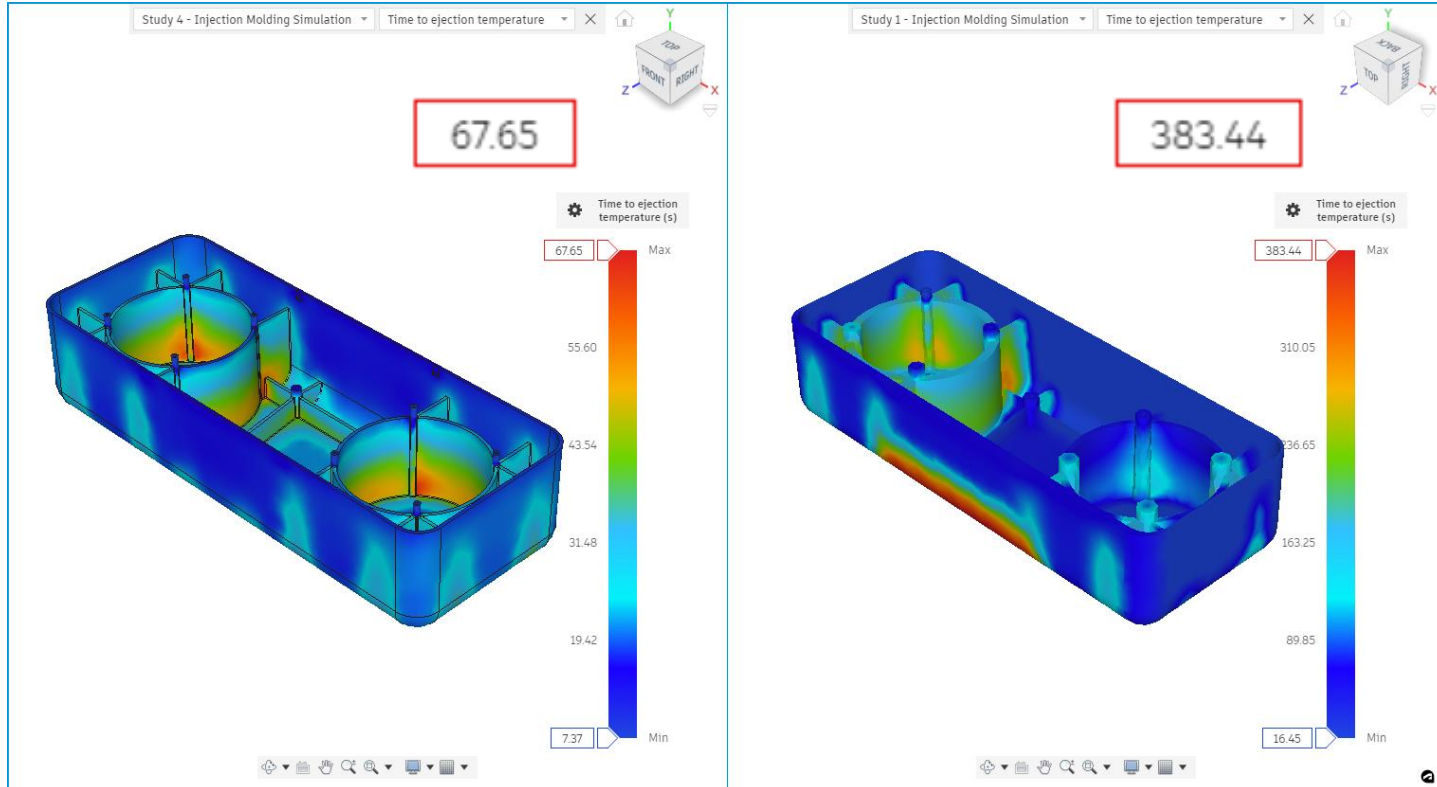 Study 4 - Injection Molding Simulation
Time to ejection temperature
Y
TOP
FRONT
RIGHT
Z
X
67.65
Time to ejection
temperature (s)
67.65
Max
55.60
43.54
31.48
19.42
7.37
Min
Study 1 - Injection Molding Simulation
Time to ejection temperature
Y
BACK
TOP
RIGHT
Z
X
383.44
Time to ejection
temperature (s)
383.44
Max
310.05
236.65
163.25
89.85
16.45
Min